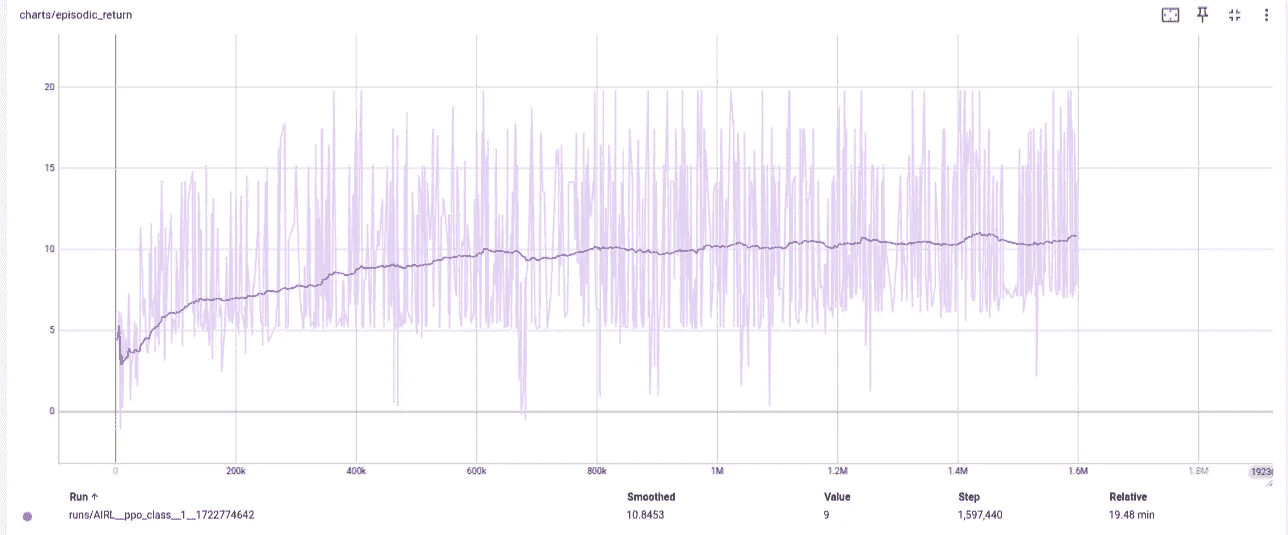 charts/episodic_return
20
15
10
5
0
0 200k 400k 600k 800k 1M 1.2M 1.4M 1.6M 1.8M
Run ↑ Smoothed Value Step Relative
runs/AIRL__ppo_class__1__1722774642 10.8453 9 1,597,440 19.48 min